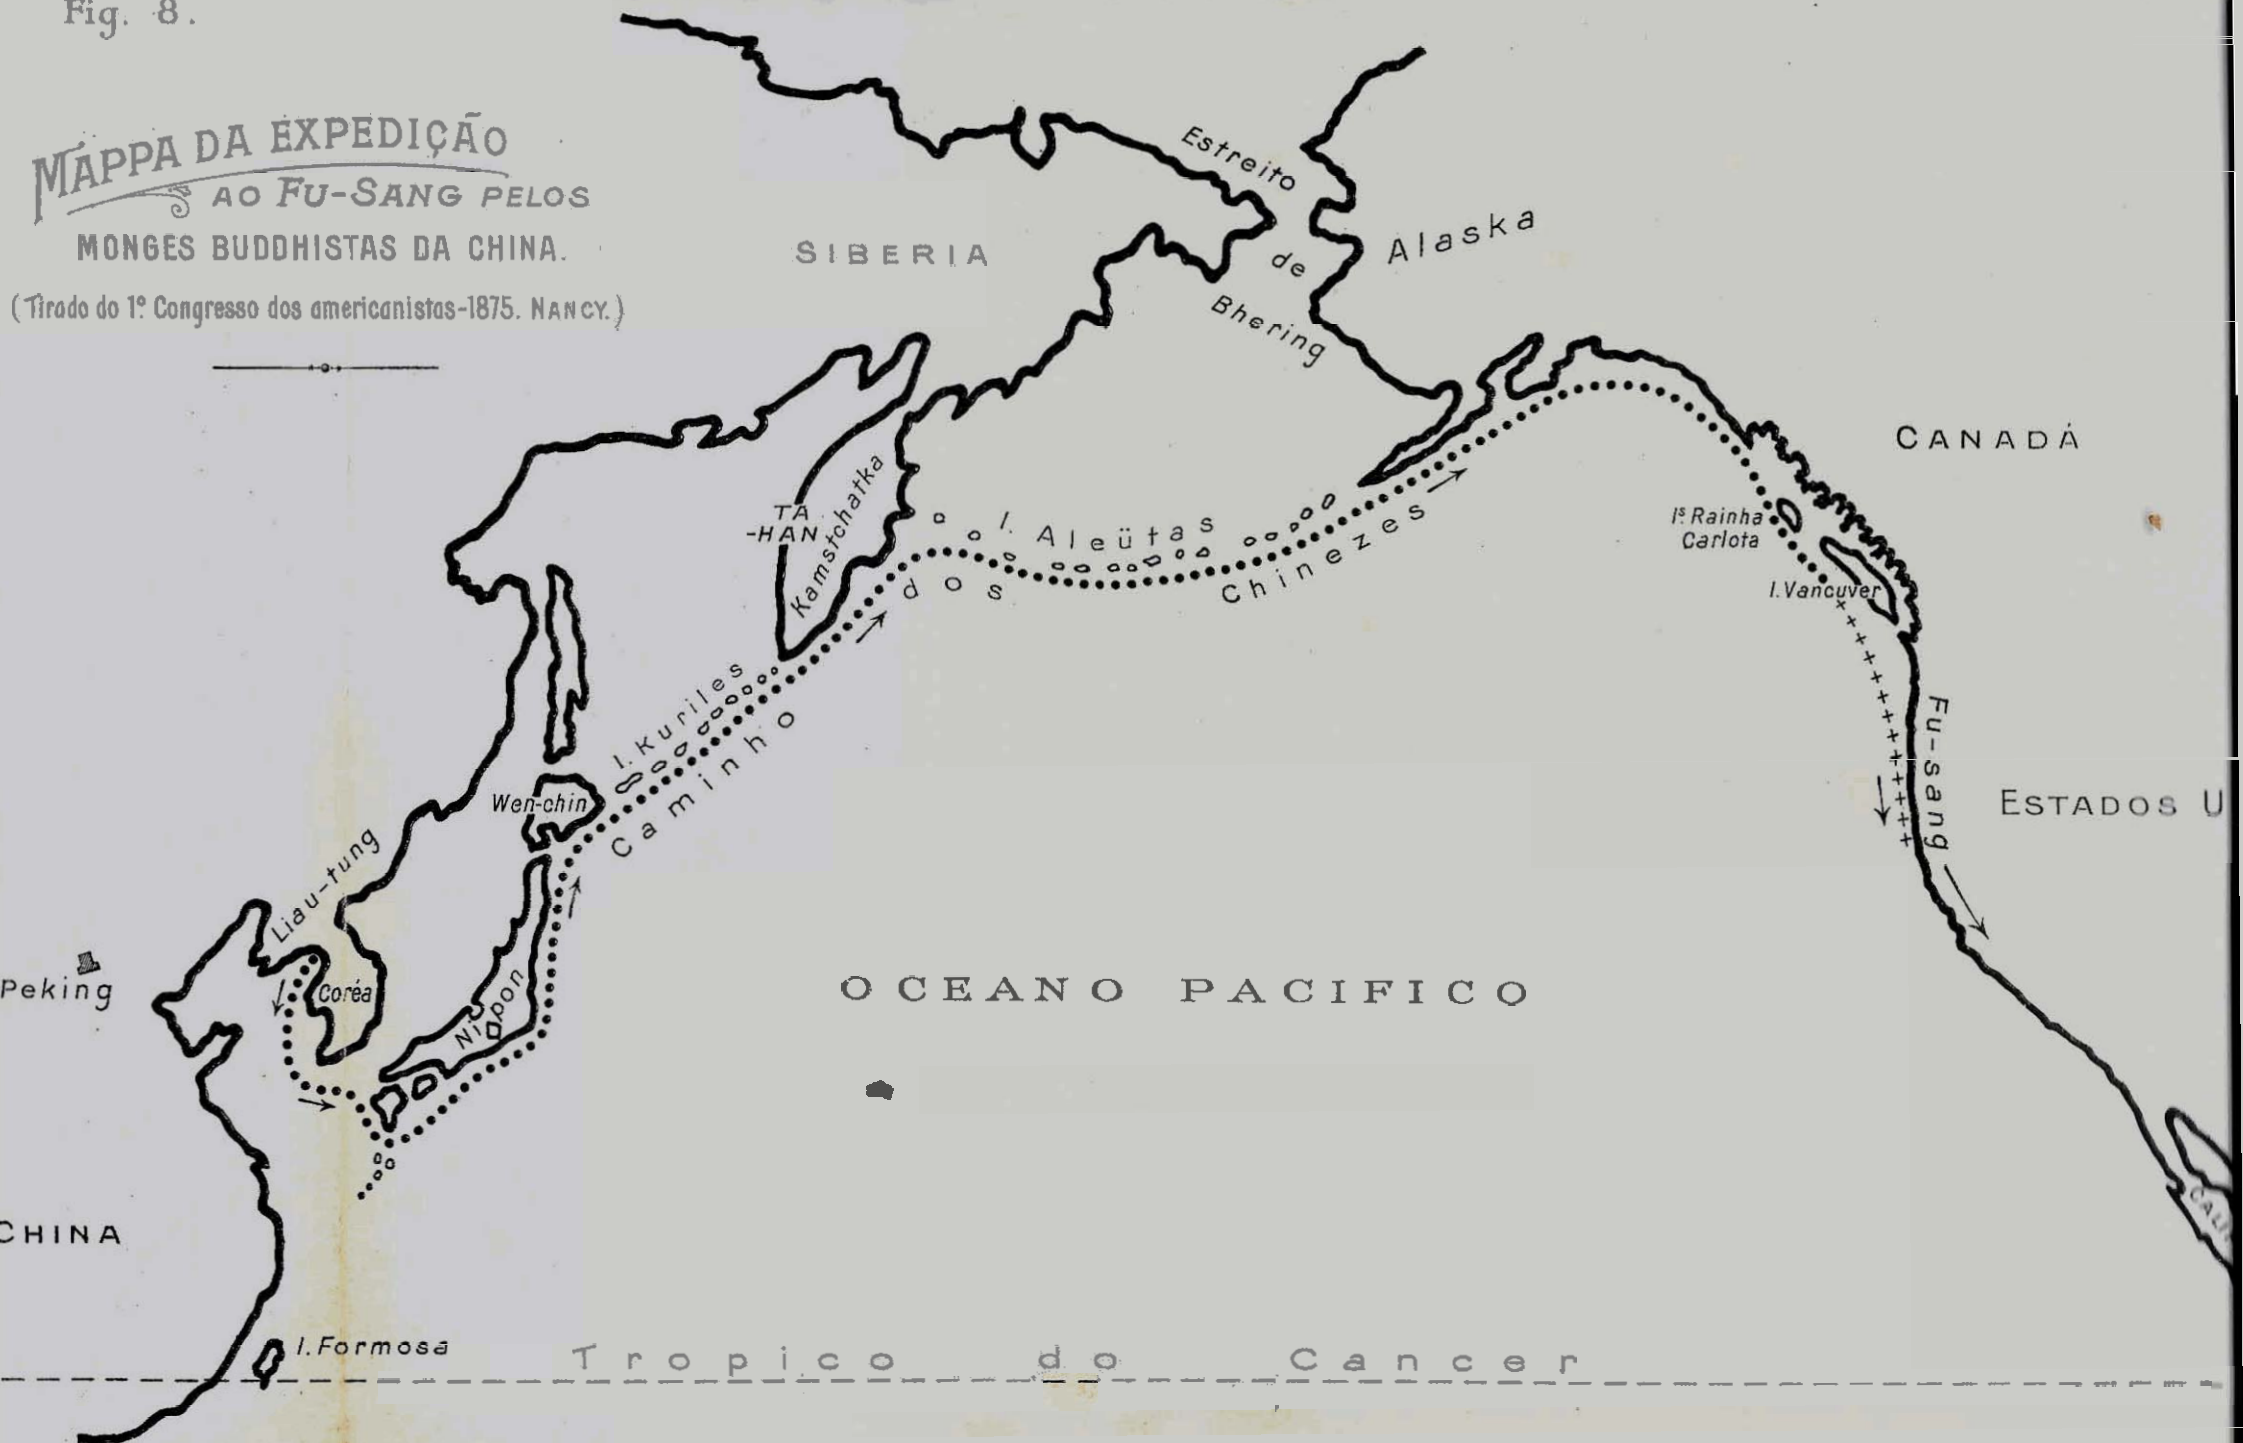 Fig. 8.
MAPPA DA EXPEDIÇÃO
AO FU-SANG PELOS
MONGES BUDDHISTAS DA CHINA.
(Tirado do 1º Congresso dos americanistas-1875. NANCY.)
Estreito
de
Bhering
Alaska
SIBERIA
CANADÁ
TA
-HAN
Kamstchatka
I. Aleütas
Iˢ Rainha
Carlota
I. Vancuver
I. Kuriles
Caminho dos Chinezes
Wen-chin
Fu-sang
ESTADOS U
Liau-tung
Peking
Coréa
Nippon
OCEANO PACIFICO
CHINA
CALIF
I. Formosa
Tropico do Cancer